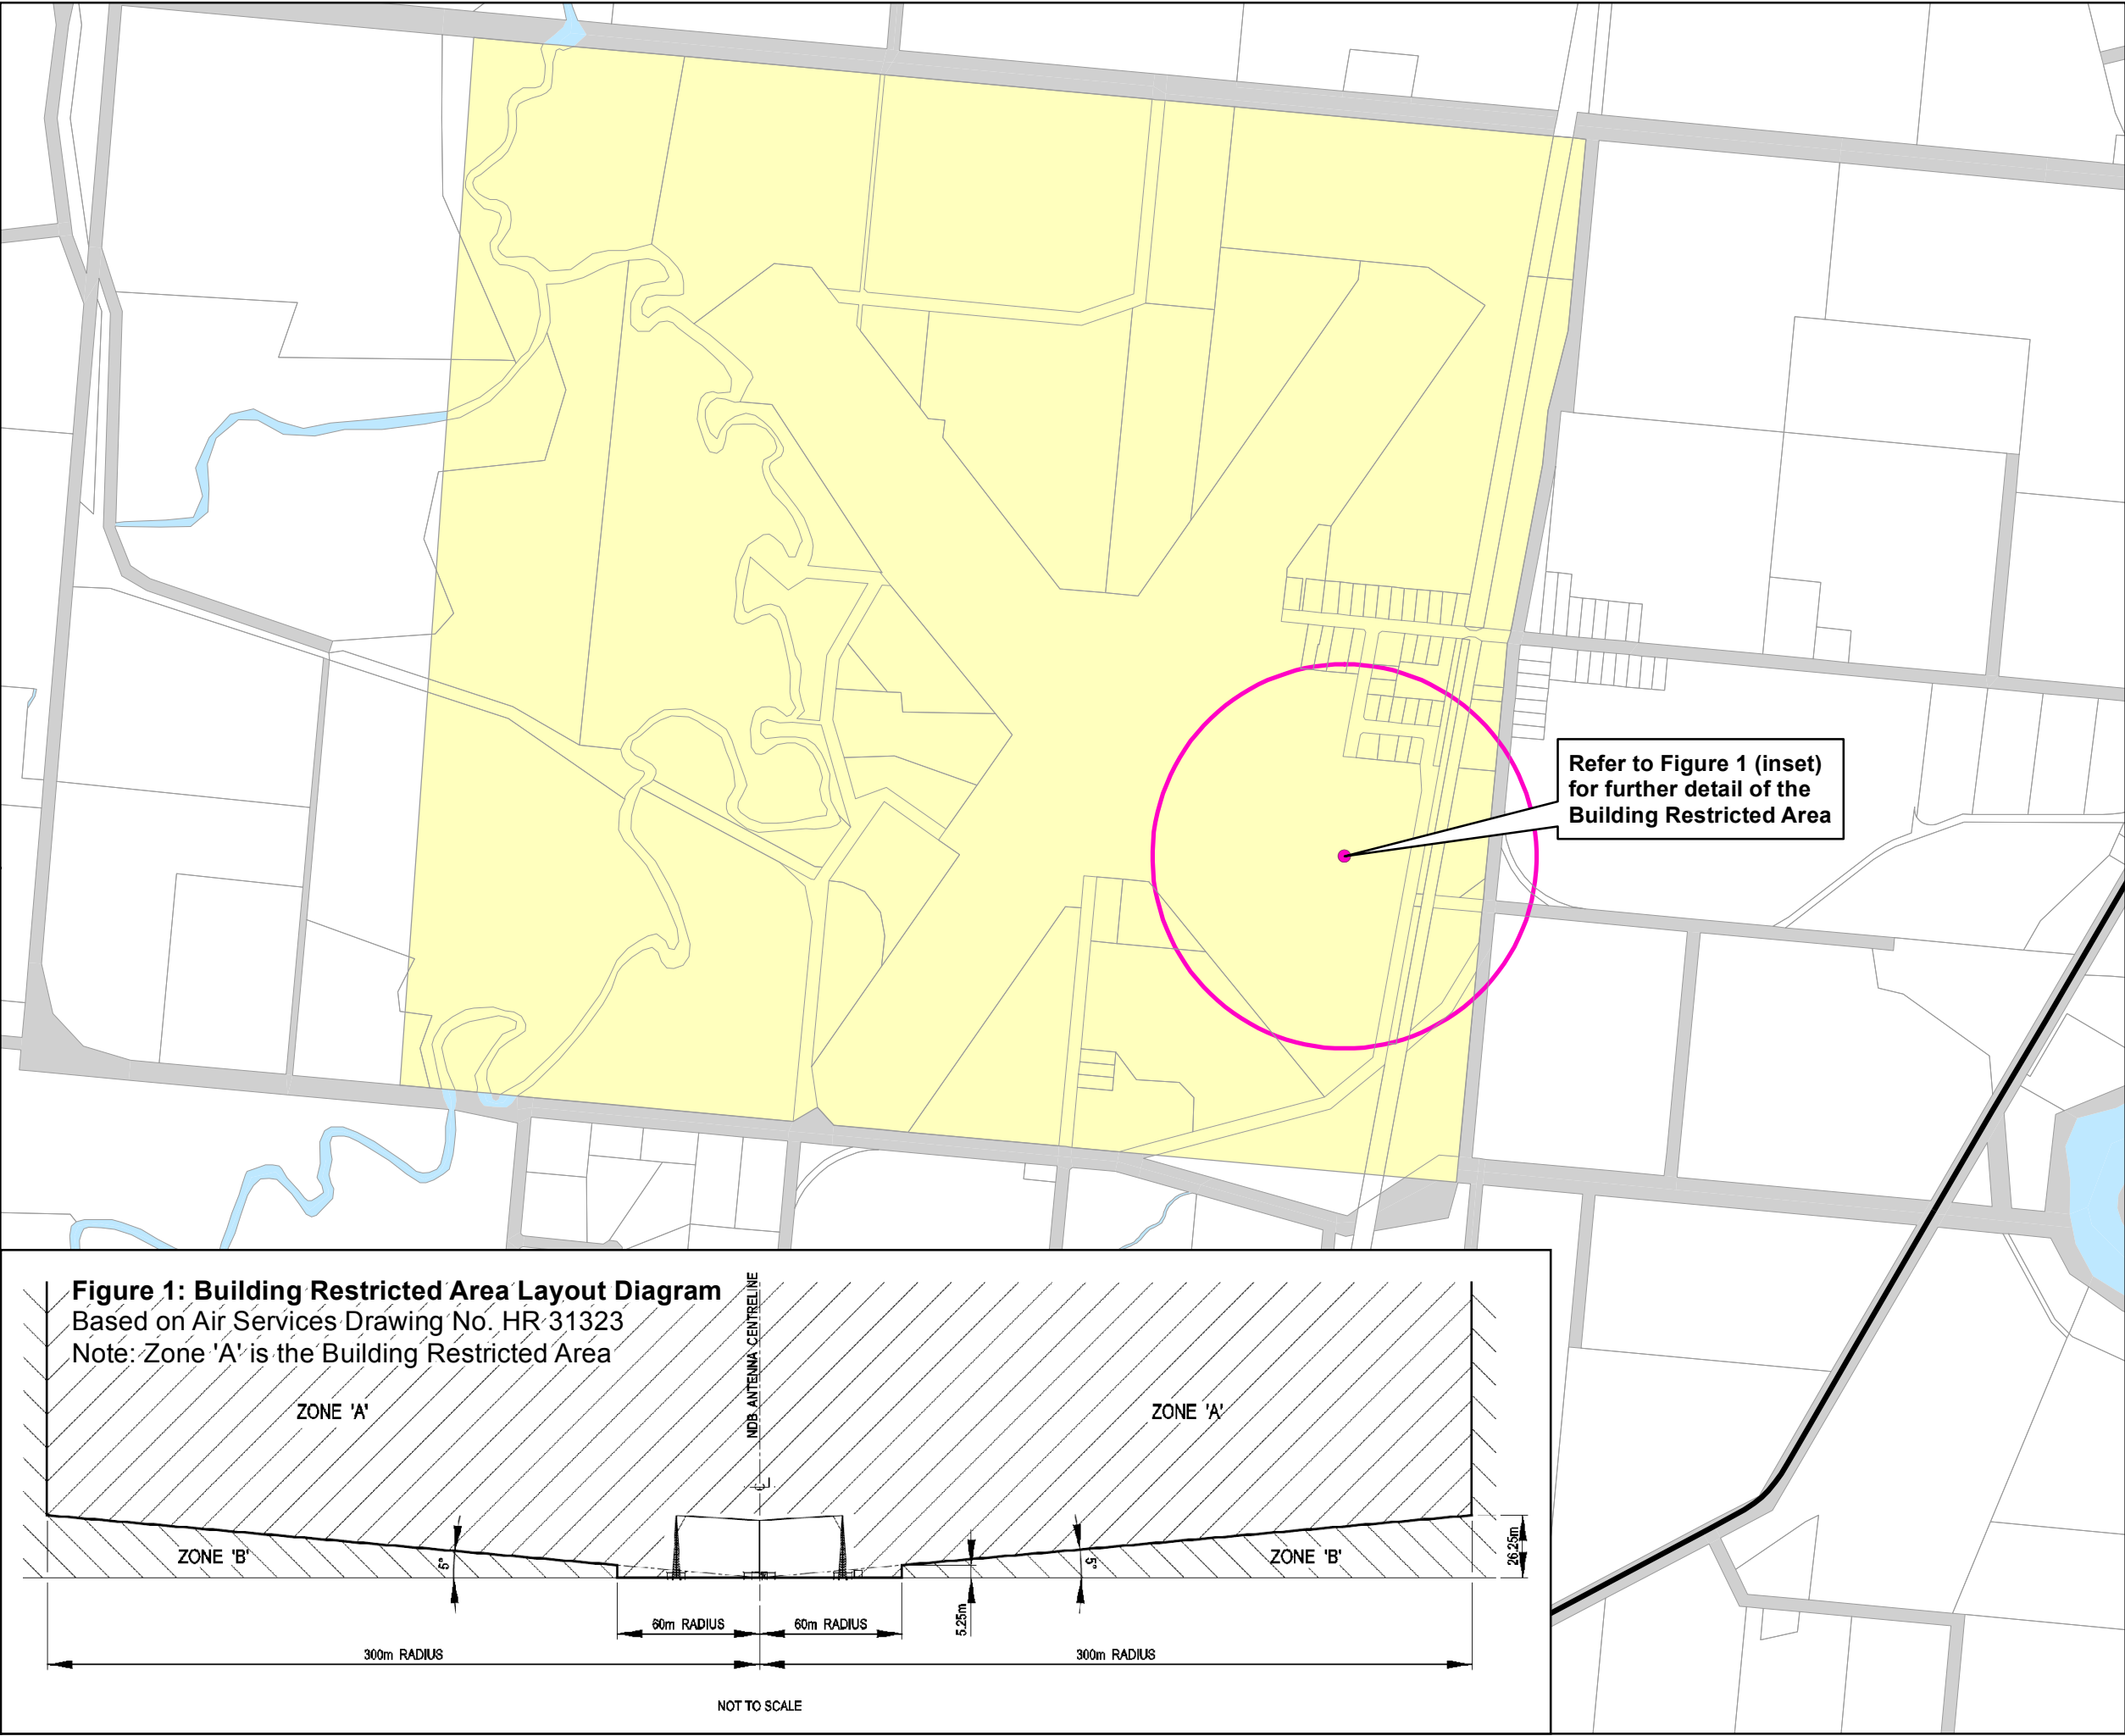 Refer to Figure 1 (inset)
for further detail of the
Building Restricted Area
Figure 1: Building Restricted Area Layout Diagram
Based on Air Services Drawing No. HR 31323
Note: Zone 'A' is the Building Restricted Area
NDB ANTENNA CENTRELINE
ZONE 'A'
ZONE 'A'
ZONE 'B'
5°
5°
ZONE 'B'
26.25m
5.25m
60m RADIUS
60m RADIUS
300m RADIUS
300m RADIUS
NOT TO SCALE